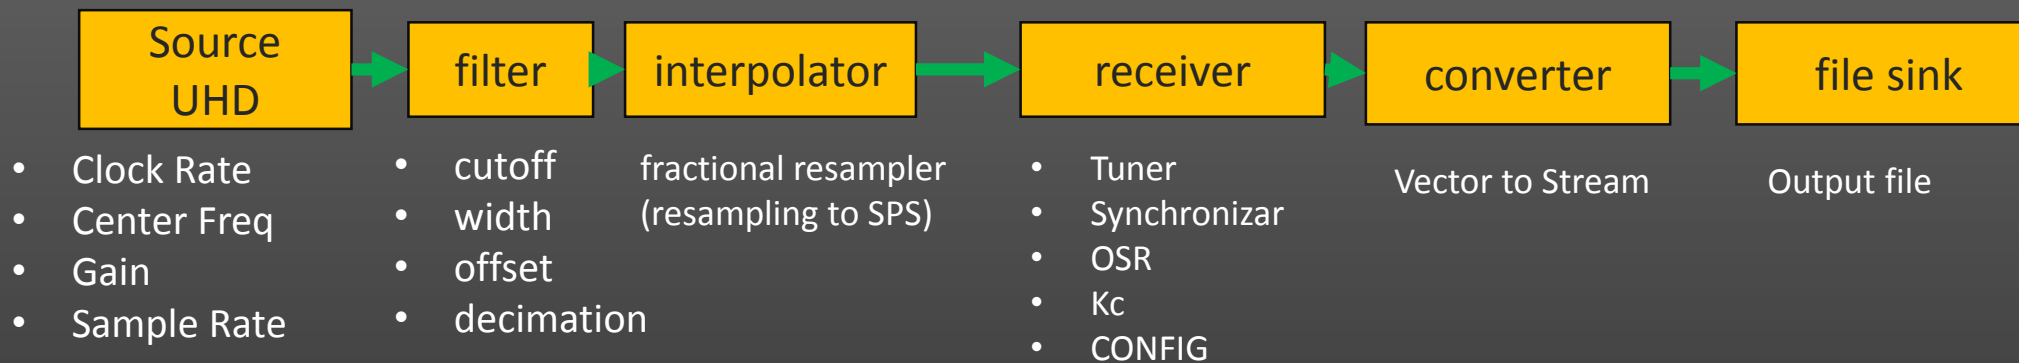 Source
UHD
filter
interpolator
receiver
converter
file sink
• Clock Rate
• Center Freq
• Gain
• Sample Rate
• cutoff
• width
• offset
• decimation
fractional resampler
(resampling to SPS)
• Tuner
• Synchronizar
• OSR
• Kc
• CONFIG
Vector to Stream
Output file